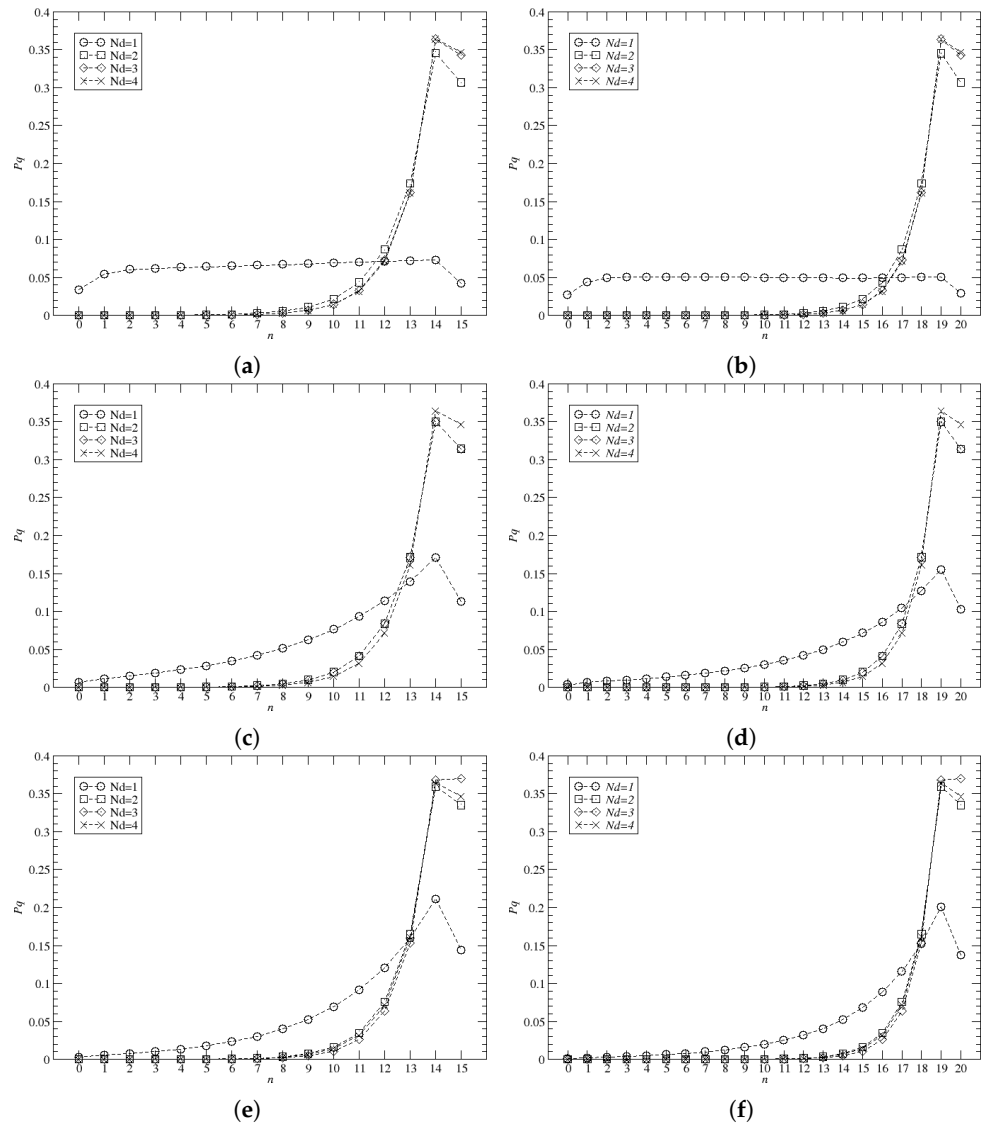 0.4
0.35
0.3
0.25
0.2
0.15
0.1
0.05
0
Pq
Nd=1
Nd=2
Nd=3
Nd=4
0 1 2 3 4 5 6 7 8 9 10 11 12 13 14 15
n
(a)
0.4
0.35
0.3
0.25
0.2
0.15
0.1
0.05
0
Pq
Nd=1
Nd=2
Nd=3
Nd=4
0 1 2 3 4 5 6 7 8 9 10 11 12 13 14 15 16 17 18 19 20
n
(b)
0.4
0.35
0.3
0.25
0.2
0.15
0.1
0.05
0
Pq
Nd=1
Nd=2
Nd=3
Nd=4
0 1 2 3 4 5 6 7 8 9 10 11 12 13 14 15
n
(c)
0.4
0.35
0.3
0.25
0.2
0.15
0.1
0.05
0
Pq
Nd=1
Nd=2
Nd=3
Nd=4
0 1 2 3 4 5 6 7 8 9 10 11 12 13 14 15 16 17 18 19 20
n
(d)
0.4
0.35
0.3
0.25
0.2
0.15
0.1
0.05
0
Pq
Nd=1
Nd=2
Nd=3
Nd=4
0 1 2 3 4 5 6 7 8 9 10 11 12 13 14 15
n
(e)
0.4
0.35
0.3
0.25
0.2
0.15
0.1
0.05
0
Pq
Nd=1
Nd=2
Nd=3
Nd=4
0 1 2 3 4 5 6 7 8 9 10 11 12 13 14 15 16 17 18 19 20
n
(f)